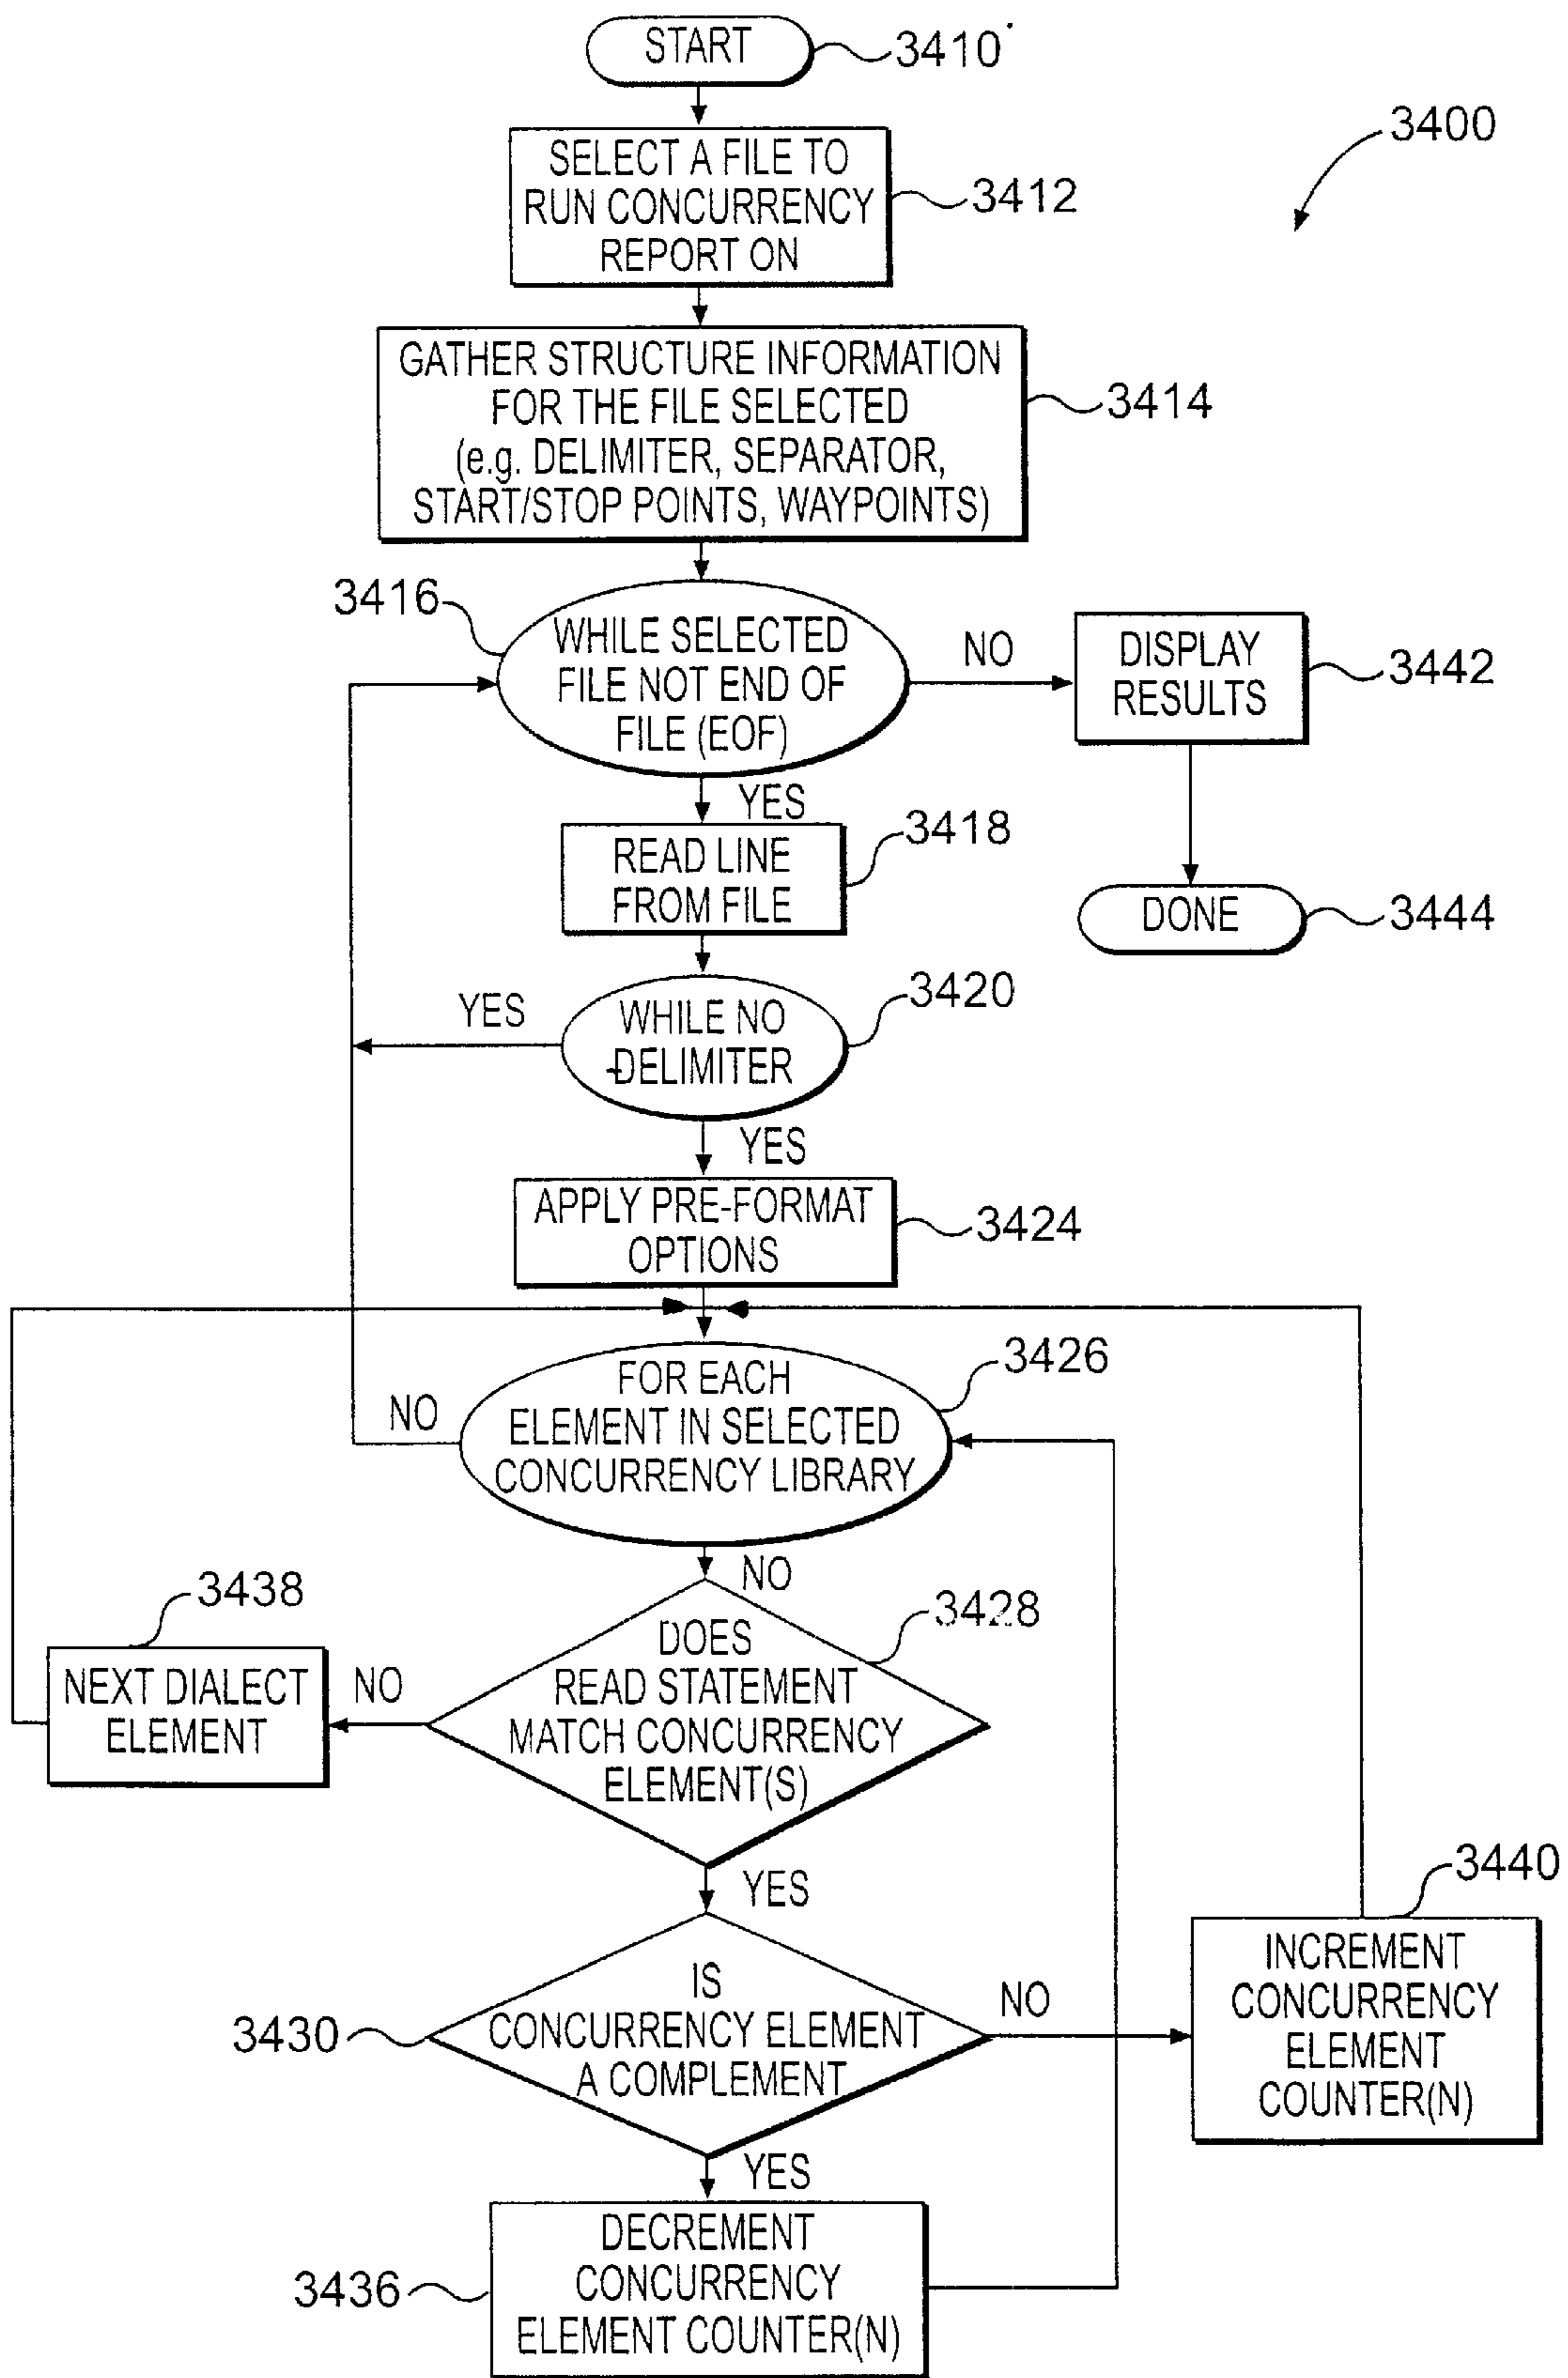 START
3410
3400
SELECT A FILE TO
RUN CONCURRENCY
REPORT ON
3412
GATHER STRUCTURE INFORMATION
FOR THE FILE SELECTED
(e.g. DELIMITER, SEPARATOR,
START/STOP POINTS, WAYPOINTS)
3414
3416
WHILE SELECTED
FILE NOT END OF
FILE (EOF)
NO
DISPLAY
RESULTS
3442
YES
READ LINE
FROM FILE
3418
DONE
3444
YES
WHILE NO
DELIMITER
3420
YES
APPLY PRE-FORMAT
OPTIONS
3424
FOR EACH
ELEMENT IN SELECTED
CONCURRENCY LIBRARY
3426
NO
NO
3438
NEXT DIALECT
ELEMENT
NO
DOES
READ STATEMENT
MATCH CONCURRENCY
ELEMENT(S)
3428
YES
3440
INCREMENT
CONCURRENCY
ELEMENT
COUNTER(N)
3430
IS
CONCURRENCY ELEMENT
A COMPLEMENT
NO
YES
3436
DECREMENT
CONCURRENCY
ELEMENT COUNTER(N)